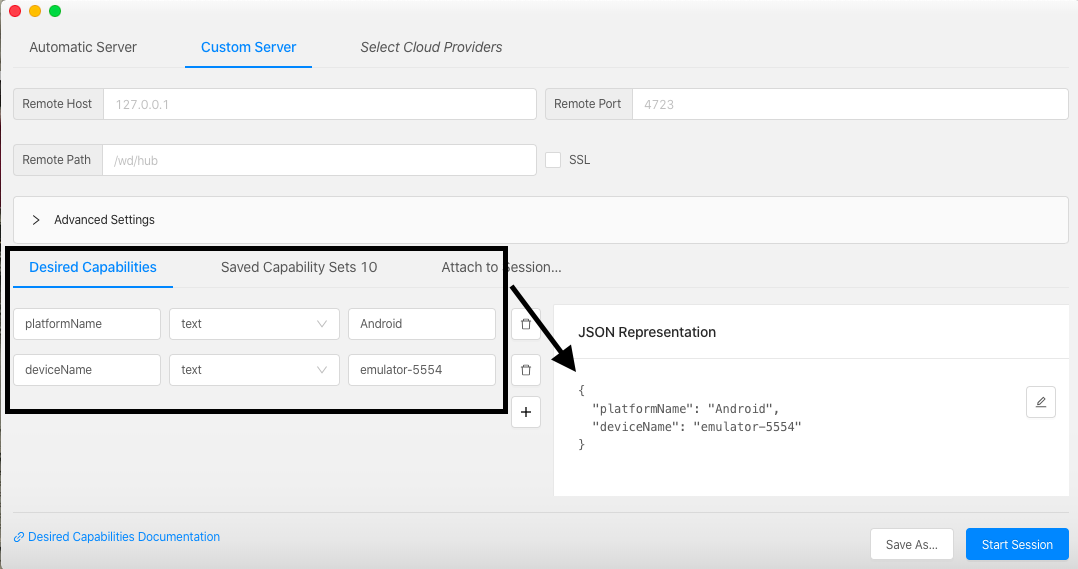 Automatic Server
Custom Server
Select Cloud Providers
Remote Host
127.0.0.1
Remote Port
4723
Remote Path
/wd/hub
SSL
Advanced Settings
Desired Capabilities
Saved Capability Sets 10
Attach to Session...
platformName
text
Android
deviceName
text
emulator-5554
JSON Representation
{
"platformName": "Android",
"deviceName": "emulator-5554"
}
Desired Capabilities Documentation
Save As...
Start Session